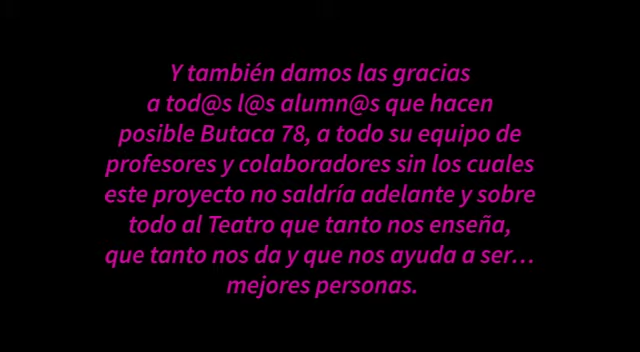 Y también damos las gracias
a tod@s l@s alumn@s que hacen
posible Butaca 78, a todo su equipo de
profesores y colaboradores sin los cuales
este proyecto no saldría adelante y sobre
todo al Teatro que tanto nos enseña,
que tanto nos da y que nos ayuda a ser...
mejores personas.